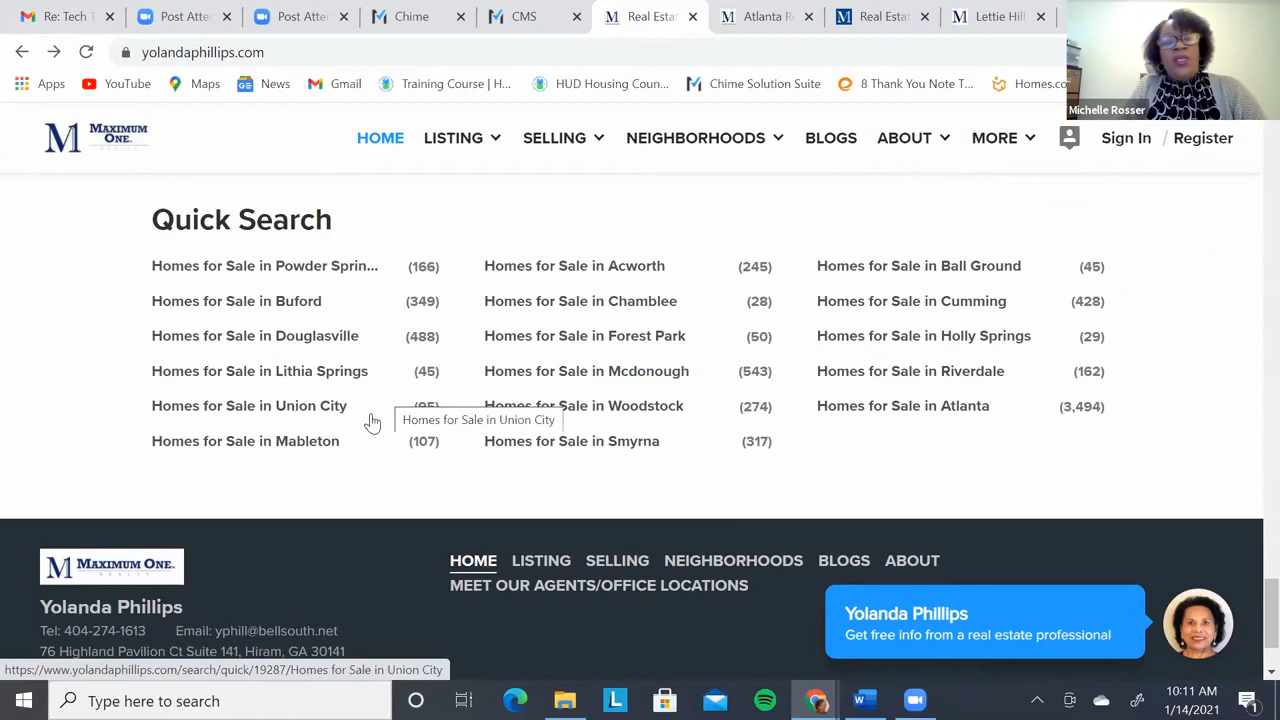 Re: Tech T
Post Atter
Post Atter
Chime
CMS
Real Estat
Atlanta R
Real Estat
Lettie Hill
yolandaphillips.com
Apps
YouTube
Maps
News
Gmail
Training Course | H...
HUD Housing Coun...
Chime Solution Suite
8 Thank You Note T...
Homes.co
Michelle Rosser
M MAXIMUM ONE
HOME
LISTING
SELLING
NEIGHBORHOODS
BLOGS
ABOUT
MORE
Sign In / Register
Quick Search
Homes for Sale in Powder Sprin... (166)
Homes for Sale in Acworth (245)
Homes for Sale in Ball Ground (45)
Homes for Sale in Buford (349)
Homes for Sale in Chamblee (28)
Homes for Sale in Cumming (428)
Homes for Sale in Douglasville (488)
Homes for Sale in Forest Park (50)
Homes for Sale in Holly Springs (29)
Homes for Sale in Lithia Springs (45)
Homes for Sale in Mcdonough (543)
Homes for Sale in Riverdale (162)
Homes for Sale in Union City
Homes for Sale in Woodstock (274)
Homes for Sale in Atlanta (3,494)
Homes for Sale in Union City
Homes for Sale in Mableton (107)
Homes for Sale in Smyrna (317)
M MAXIMUM ONE
REALTY
HOME
LISTING
SELLING
NEIGHBORHOODS
BLOGS
ABOUT
MEET OUR AGENTS/OFFICE LOCATIONS
Yolanda Phillips
Tel: 404-274-1613 Email: yphill@bellsouth.net
76 Highland Pavilion Ct Suite 141, Hiram, GA 30141
Yolanda Phillips
Get free info from a real estate professional
https://www.yolandaphillips.com/search/quick/19287/Homes for Sale in Union City
Type here to search
L
10:11 AM
1/14/2021
1